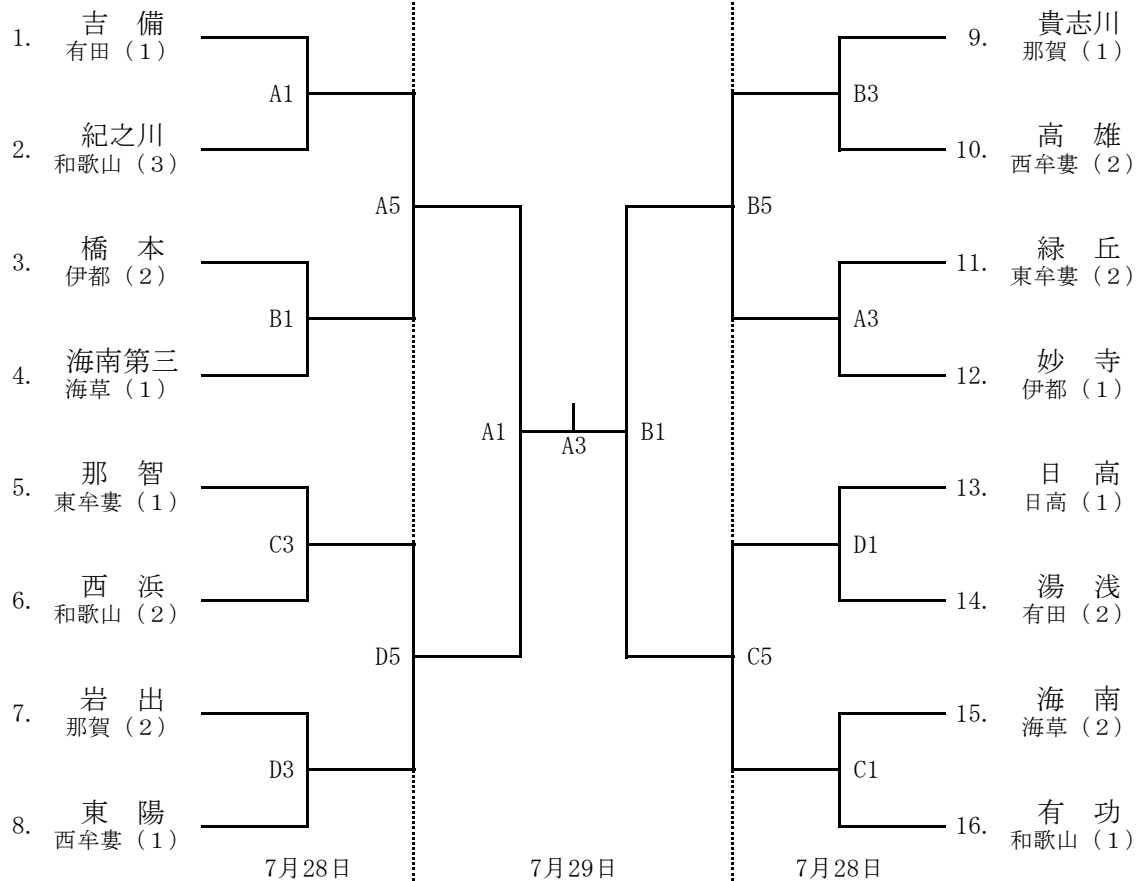 1. 吉　備
有田（１）
A1
2. 紀之川
和歌山（３）
A5
3. 橋　本
伊都（２）
B1
4. 海南第三
海草（１）
A1
5. 那　智
東牟婁（１）
C3
6. 西　浜
和歌山（２）
D5
7. 岩　出
那賀（２）
D3
8. 東　陽
西牟婁（１）
A3
9. 貴志川
那賀（１）
B3
10. 高　雄
西牟婁（２）
B5
11. 緑　丘
東牟婁（２）
A3
12. 妙　寺
伊都（１）
B1
13. 日　高
日高（１）
D1
14. 湯　浅
有田（２）
C5
15. 海　南
海草（２）
C1
16. 有　功
和歌山（１）
7月28日
7月29日
7月28日